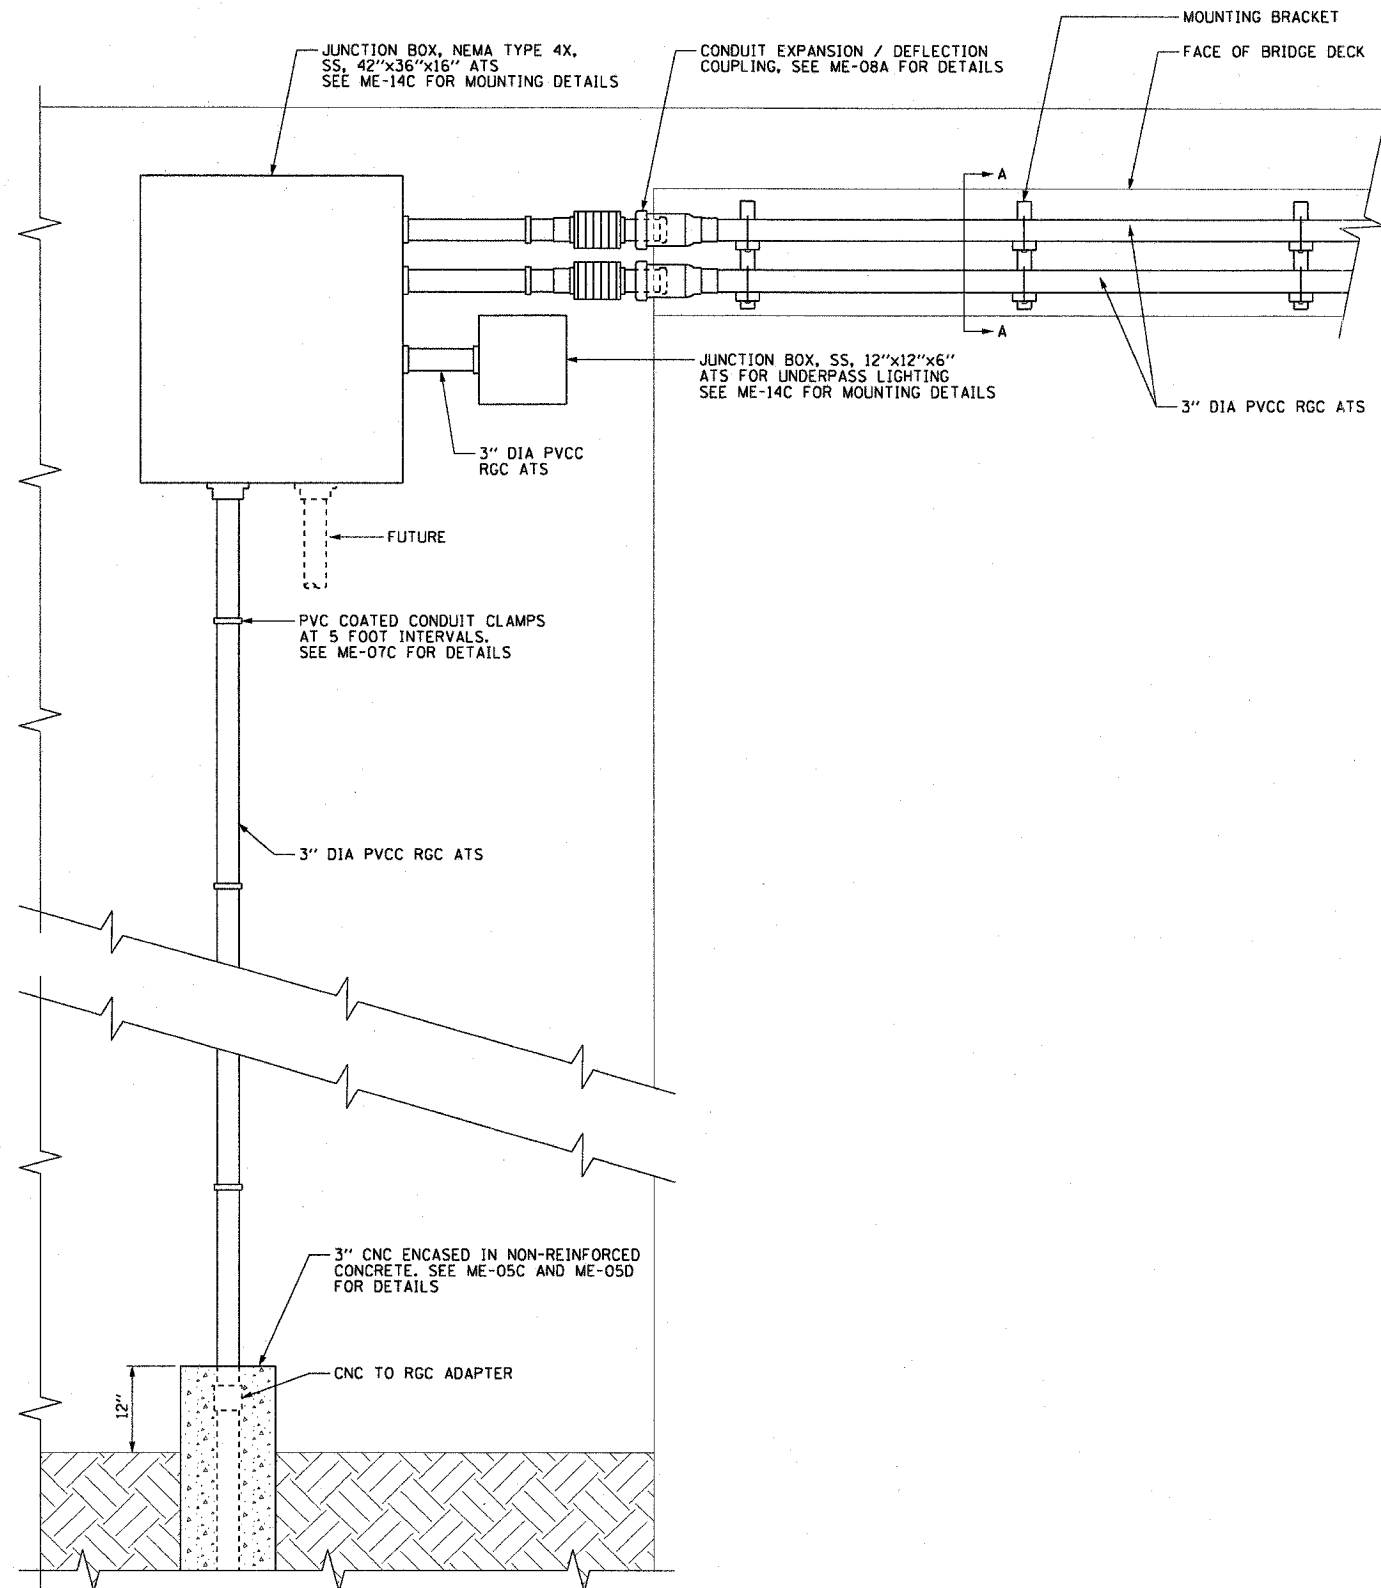 MOUNTING BRACKET
JUNCTION BOX, NEMA TYPE 4X,
SS, 42"x36"x16" ATS
SEE ME-14C FOR MOUNTING DETAILS
CONDUIT EXPANSION / DEFLECTION
COUPLING, SEE ME-08A FOR DETAILS
FACE OF BRIDGE DECK
A
A
JUNCTION BOX, SS, 12"x12"x6"
ATS FOR UNDERPASS LIGHTING
SEE ME-14C FOR MOUNTING DETAILS
3" DIA PVCC RGC ATS
3" DIA PVCC
RGC ATS
FUTURE
PVC COATED CONDUIT CLAMPS
AT 5 FOOT INTERVALS.
SEE ME-07C FOR DETAILS
3" DIA PVCC RGC ATS
3" CNC ENCASED IN NON-REINFORCED
CONCRETE. SEE ME-05C AND ME-05D
FOR DETAILS
CNC TO RGC ADAPTER
12"